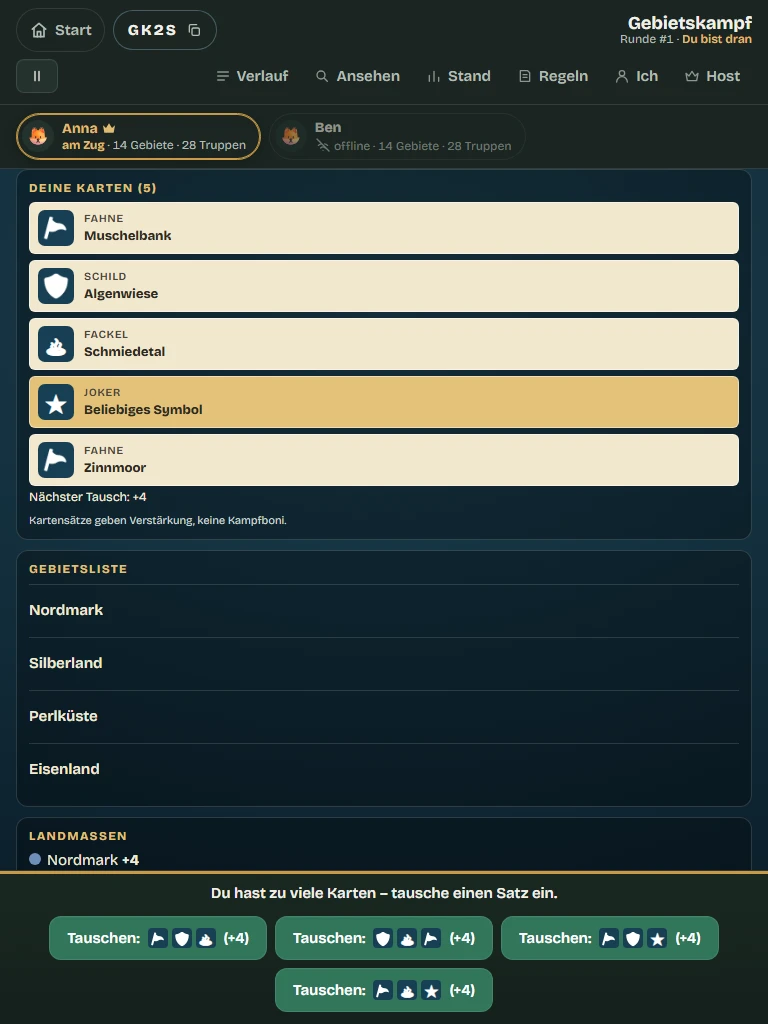 Start
GK2S
Gebietskampf
Runde #1 · Du bist dran
Verlauf
Ansehen
Stand
Regeln
Ich
Host
Anna
am Zug · 14 Gebiete · 28 Truppen
Ben
offline · 14 Gebiete · 28 Truppen
DEINE KARTEN (5)
FAHNE
Muschelbank
SCHILD
Algenwiese
FACKEL
Schmiedetal
JOKER
Beliebiges Symbol
FAHNE
Zinnmoor
Nächster Tausch: +4
Kartensätze geben Verstärkung, keine Kampfboni.
GEBIETSLISTE
Nordmark
Silberland
Perlküste
Eisenland
LANDMASSEN
Nordmark +4
Du hast zu viele Karten – tausche einen Satz ein.
Tauschen: (+4)
Tauschen: (+4)
Tauschen: (+4)
Tauschen: (+4)